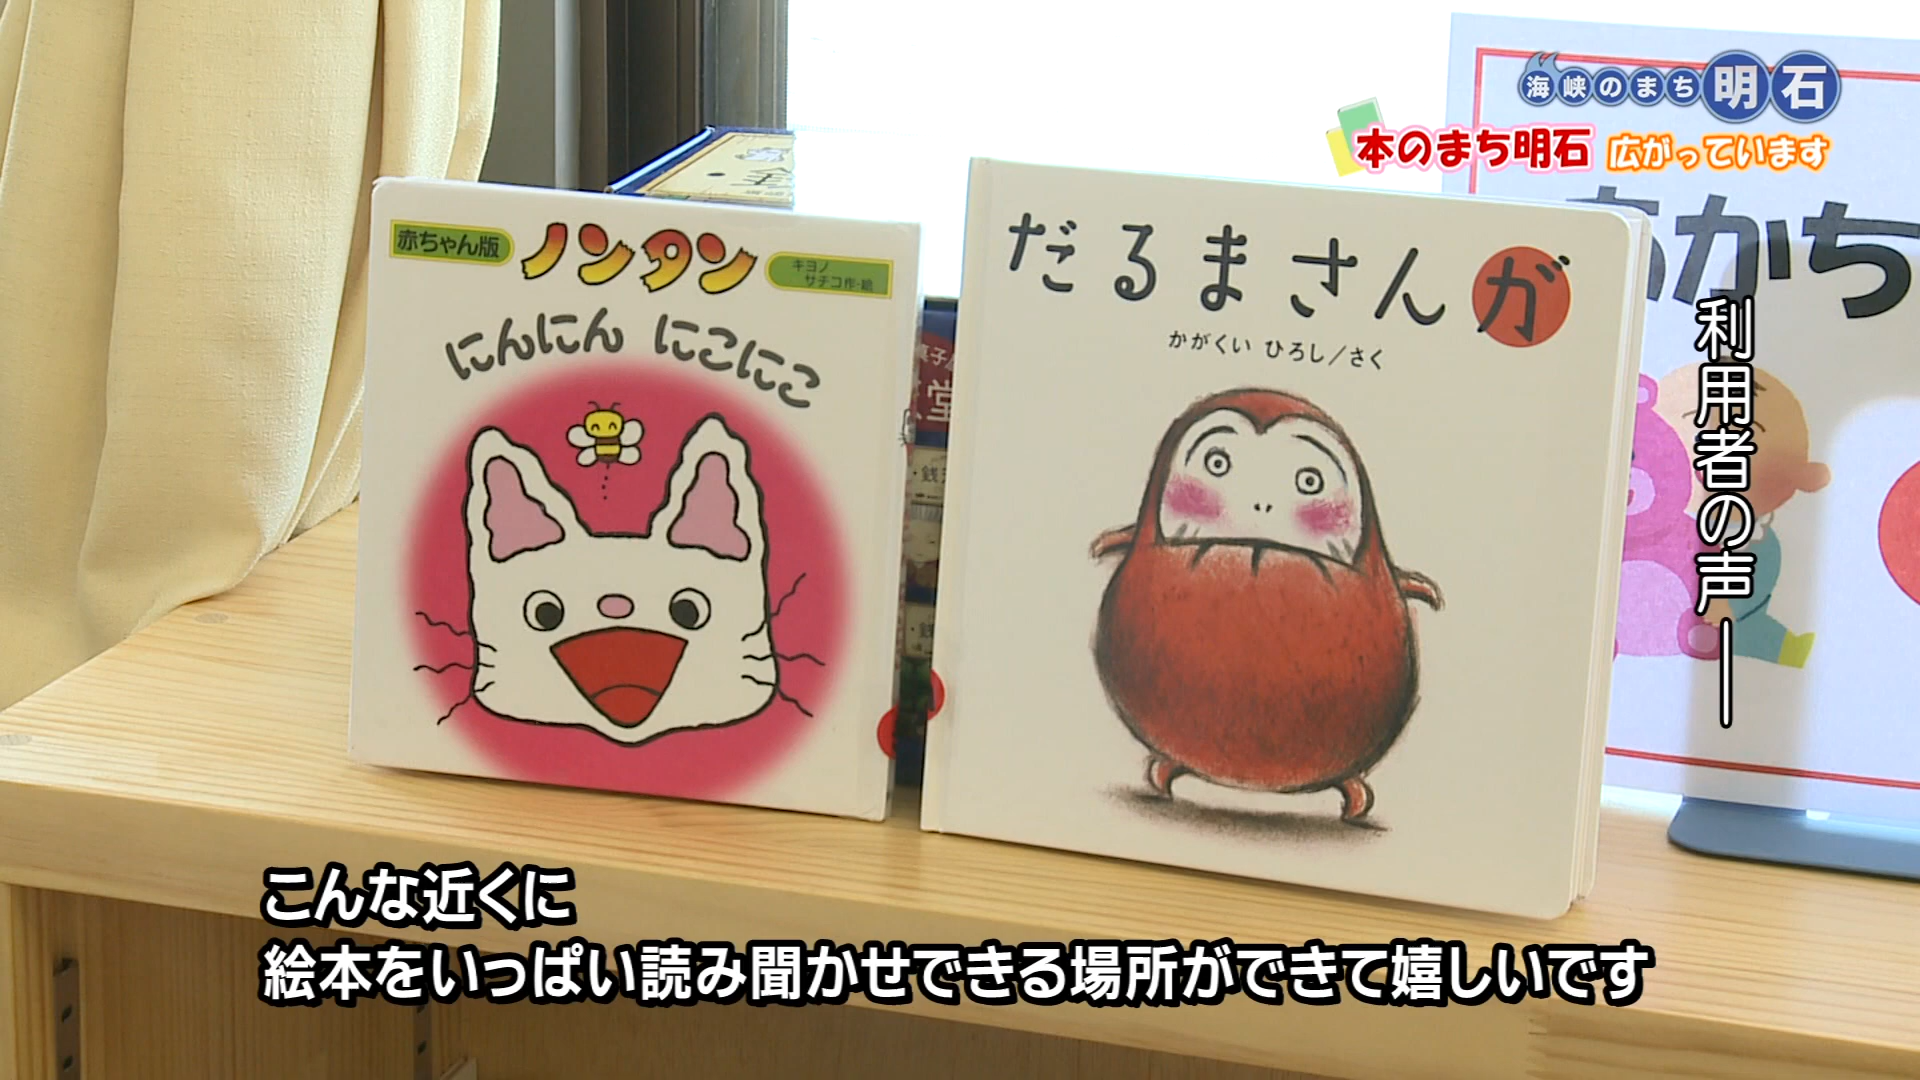 海峡のまち明石
本のまち明石 広がっています
赤ちゃん版
ノンタン
キヨノ
サチコ作・絵
にんにん にこにこ
だるまさんが
かがくい ひろし/さく
かち
利用者の声――
こんな近くに
絵本をいっぱい読み聞かせできる場所ができて嬉しいです